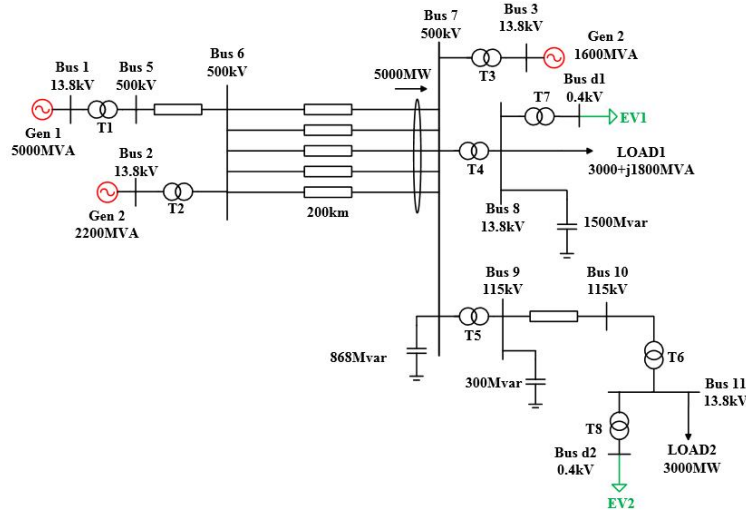 Bus 1
13.8kV
Bus 5
500kV
Bus 6
500kV
Bus 7
500kV
Bus 3
13.8kV
Gen 2
1600MVA
T3
5000MW
T1
Gen 1
5000MVA
Bus 2
13.8kV
T2
Gen 2
2200MVA
200km
T7
Bus d1
0.4kV
EV1
T4
LOAD1
3000+j1800MVA
Bus 8
13.8kV
1500Mvar
868Mvar
T5
Bus 9
115kV
300Mvar
Bus 10
115kV
T6
Bus 11
13.8kV
T8
LOAD2
3000MW
Bus d2
0.4kV
EV2